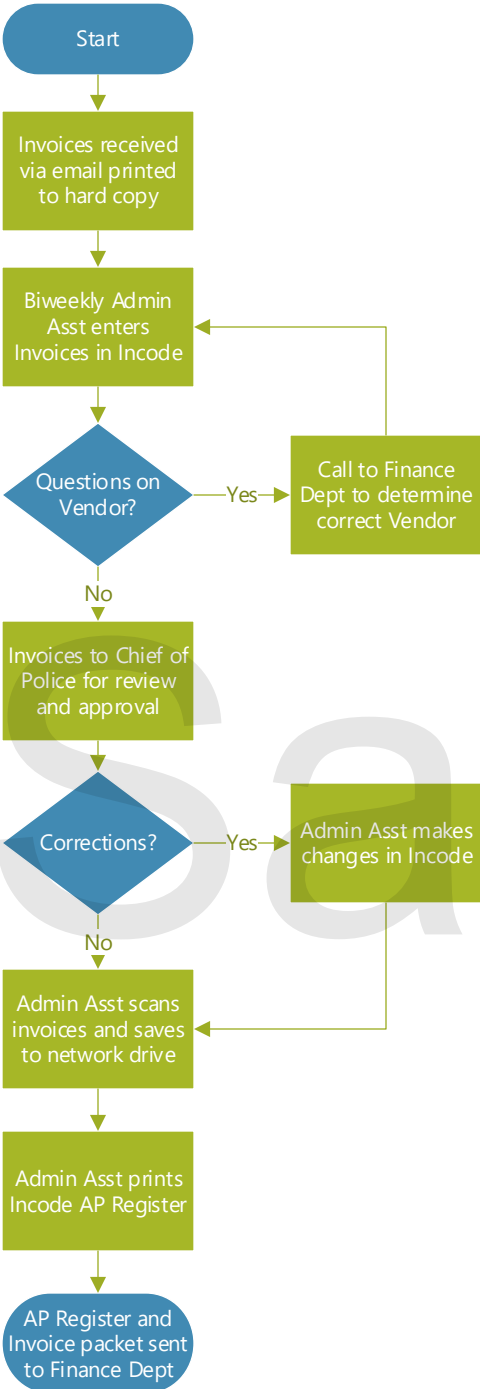 Start
Invoices received
via email printed
to hard copy
Biweekly Admin
Asst enters
Invoices in Incode
Questions on
Vendor?
Yes
Call to Finance
Dept to determine
correct Vendor
No
Invoices to Chief of
Police for review
and approval
Corrections?
Yes
Admin Asst makes
changes in Incode
No
Admin Asst scans
invoices and saves
to network drive
Admin Asst prints
Incode AP Register
AP Register and
Invoice packet sent
to Finance Dept
Sa